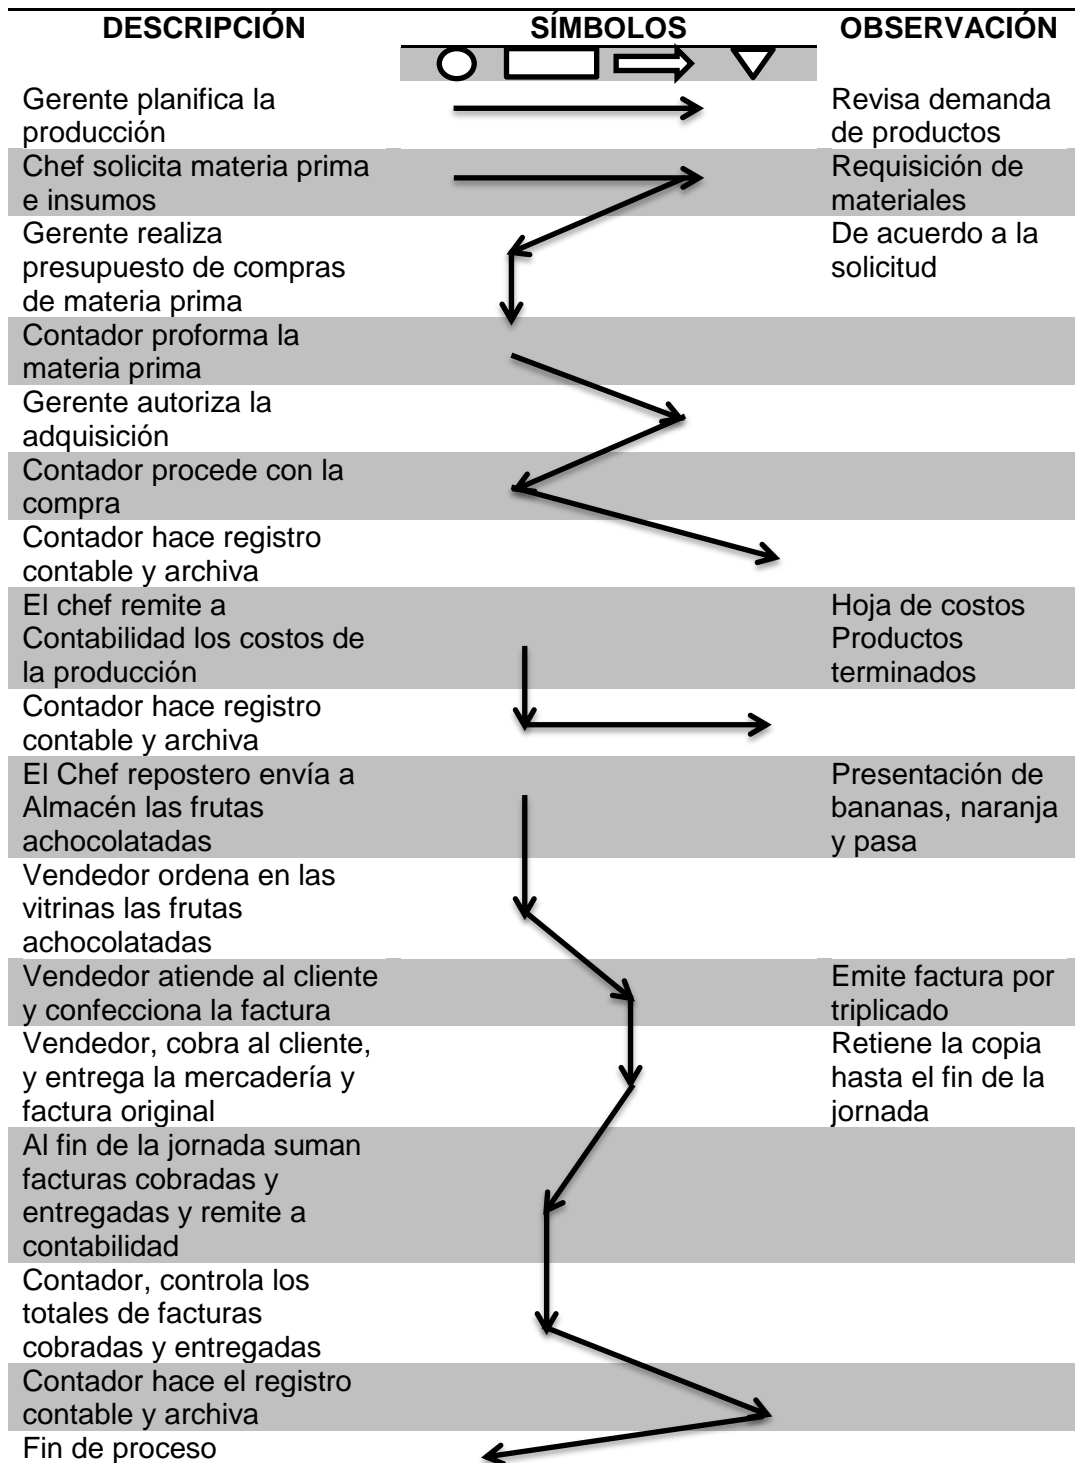 DESCRIPCIÓN SÍMBOLOS OBSERVACIÓN
Gerente planifica la
producción
Revisa demanda
de productos
Chef solicita materia prima
e insumos
Requisición de
materiales
Gerente realiza
presupuesto de compras
de materia prima
De acuerdo a la
solicitud
Contador proforma la
materia prima
Gerente autoriza la
adquisición
Contador procede con la
compra
Contador hace registro
contable y archiva
El chef remite a
Contabilidad los costos de
la producción
Hoja de costos
Productos
terminados
Contador hace registro
contable y archiva
El Chef repostero envía a
Almacén las frutas
achocolatadas
Presentación de
bananas, naranja
y pasa
Vendedor ordena en las
vitrinas las frutas
achocolatadas
Vendedor atiende al cliente
y confecciona la factura
Emite factura por
triplicado
Vendedor, cobra al cliente,
y entrega la mercadería y
factura original
Retiene la copia
hasta el fin de la
jornada
Al fin de la jornada suman
facturas cobradas y
entregadas y remite a
contabilidad
Contador, controla los
totales de facturas
cobradas y entregadas
Contador hace el registro
contable y archiva
Fin de proceso